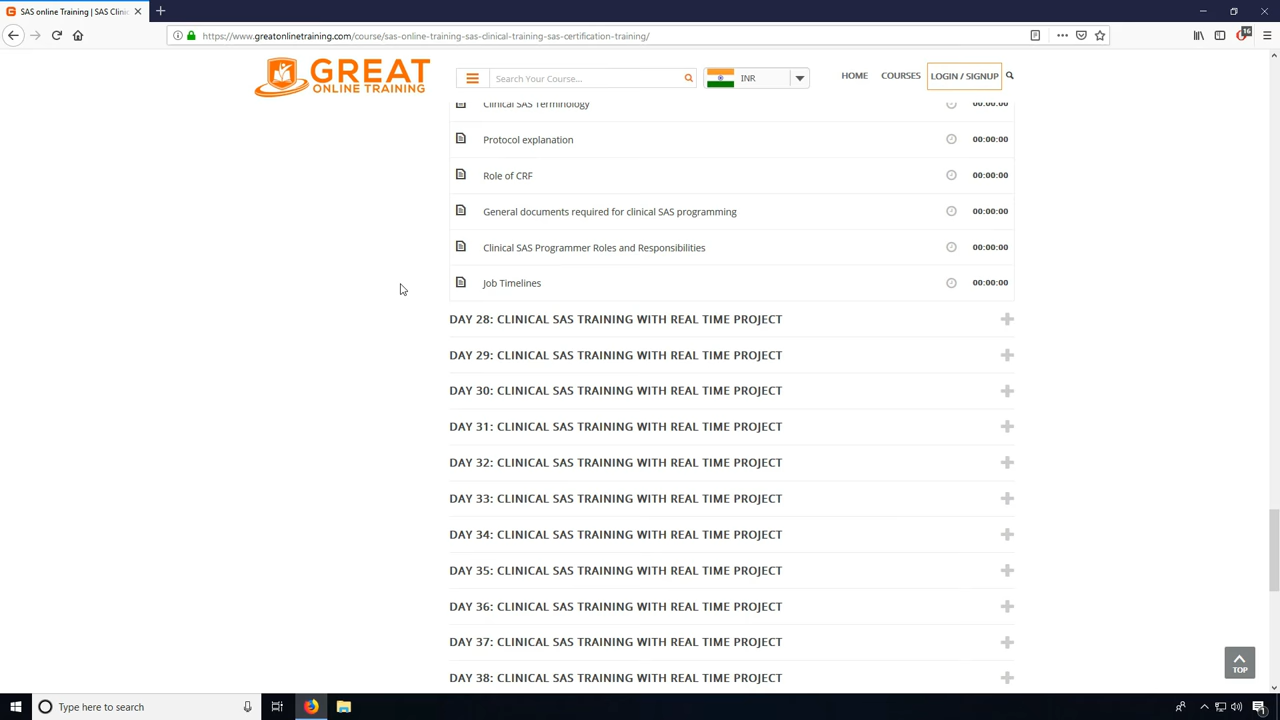 SAS online Training | SAS Clinic
https://www.greatonlinetraining.com/course/sas-online-training-sas-clinical-training-sas-certification-training/
16
GREAT
ONLINE TRAINING
Search Your Course...
INR
HOME
COURSES
LOGIN / SIGNUP
Clinical SAS Terminology 00:00:00
Protocol explanation 00:00:00
Role of CRF 00:00:00
General documents required for clinical SAS programming 00:00:00
Clinical SAS Programmer Roles and Responsibilities 00:00:00
Job Timelines 00:00:00
DAY 28: CLINICAL SAS TRAINING WITH REAL TIME PROJECT
DAY 29: CLINICAL SAS TRAINING WITH REAL TIME PROJECT
DAY 30: CLINICAL SAS TRAINING WITH REAL TIME PROJECT
DAY 31: CLINICAL SAS TRAINING WITH REAL TIME PROJECT
DAY 32: CLINICAL SAS TRAINING WITH REAL TIME PROJECT
DAY 33: CLINICAL SAS TRAINING WITH REAL TIME PROJECT
DAY 34: CLINICAL SAS TRAINING WITH REAL TIME PROJECT
DAY 35: CLINICAL SAS TRAINING WITH REAL TIME PROJECT
DAY 36: CLINICAL SAS TRAINING WITH REAL TIME PROJECT
DAY 37: CLINICAL SAS TRAINING WITH REAL TIME PROJECT
DAY 38: CLINICAL SAS TRAINING WITH REAL TIME PROJECT
TOP
Type here to search
1